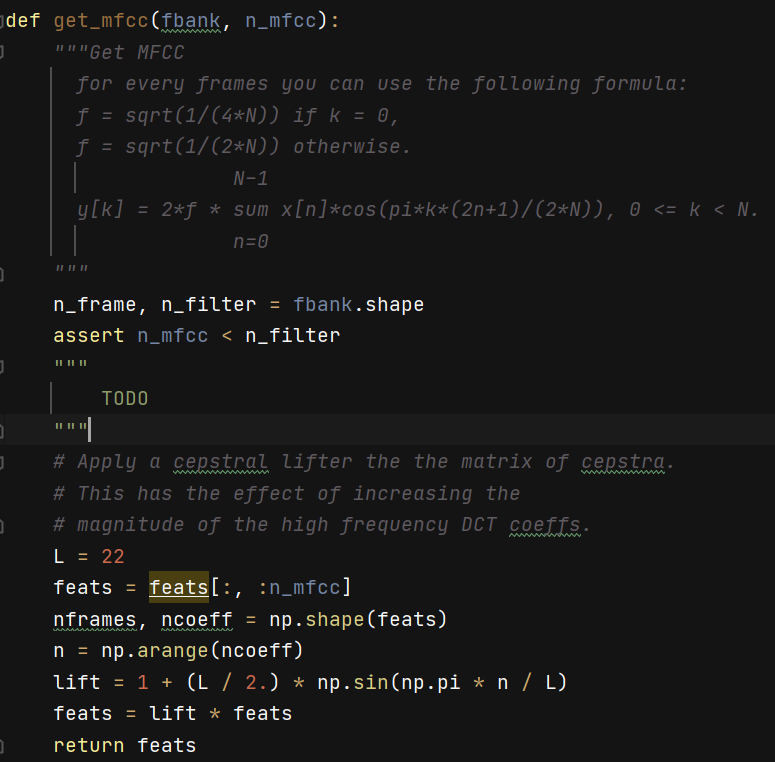 def get_mfcc(fbank, n_mfcc):
    """Get MFCC
      for every frames you can use the following formula:
      f = sqrt(1/(4*N)) if k = 0,
      f = sqrt(1/(2*N)) otherwise.
                   N-1
      y[k] = 2*f * sum x[n]*cos(pi*k*(2n+1)/(2*N)), 0 <= k < N.
                   n=0
    """
    n_frame, n_filter = fbank.shape
    assert n_mfcc < n_filter
    """
        TODO
    """
    # Apply a cepstral lifter the the matrix of cepstra.
    # This has the effect of increasing the
    # magnitude of the high frequency DCT coeffs.
    L = 22
    feats = feats[:, :n_mfcc]
    nframes, ncoeff = np.shape(feats)
    n = np.arange(ncoeff)
    lift = 1 + (L / 2.) * np.sin(np.pi * n / L)
    feats = lift * feats
    return feats